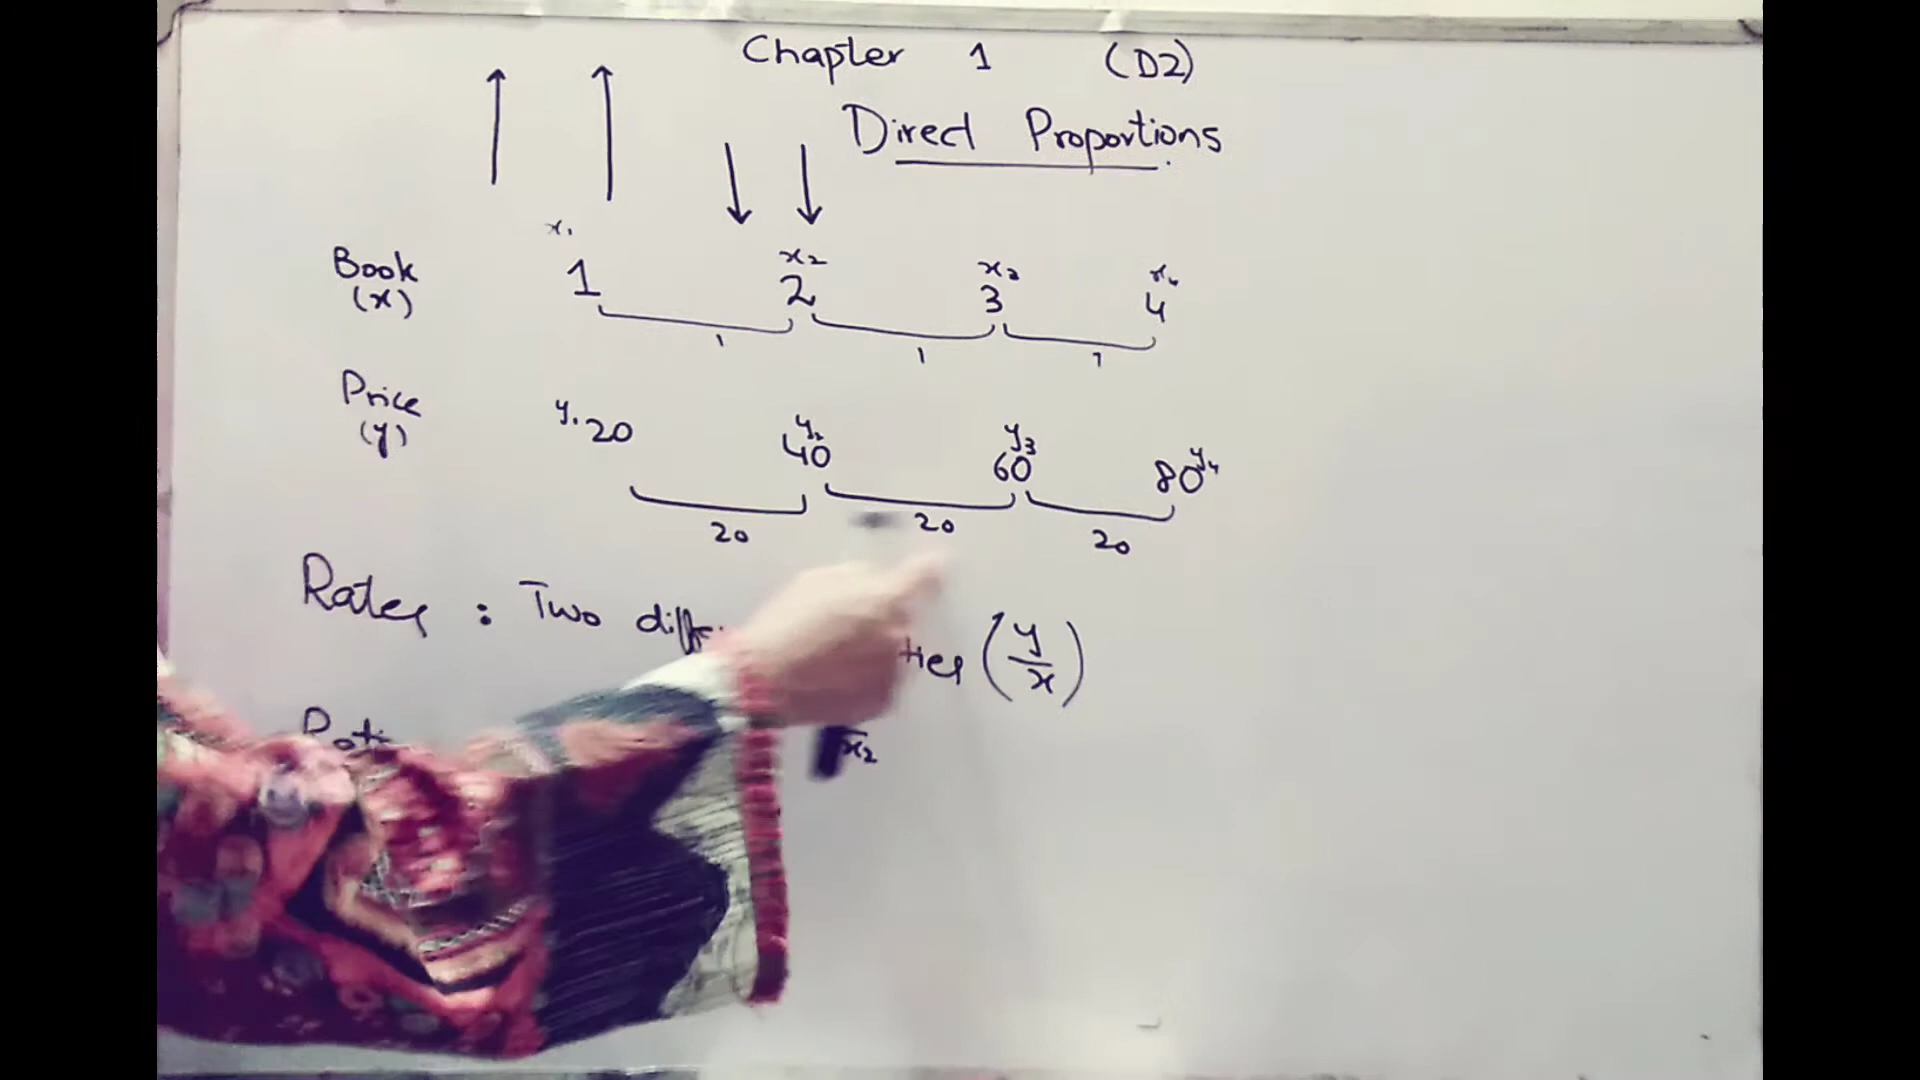 Chapter 1 (D2)
Direct Proportions
x₁ x₂ x₃ x₄
Book 1 2 3 4
(x)
1 1 1
Price y₁ 20 y₂ 40 y₃ 60 y₄ 80
(y)
20 20 20
Rates : Two (y/x)
x₂